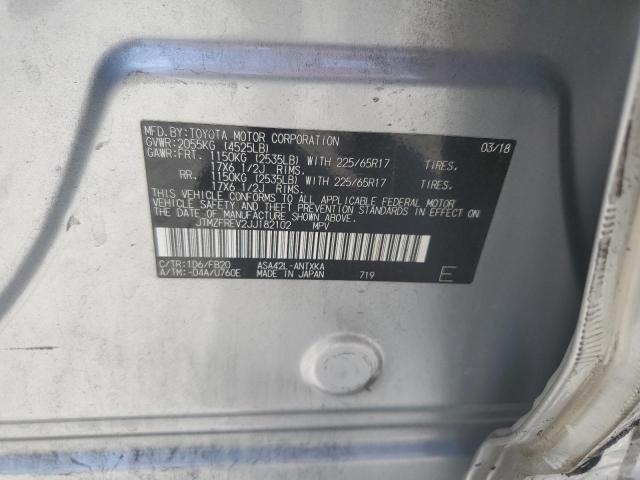 MFD.BY:TOYOTA MOTOR CORPORATION 03/18
GVWR:2055KG (4525LB)
GAWR:FRT. 1150KG (2535LB) WITH 225/65R17 TIRES.
17X6 1/2J RIMS.
RR. 1150KG (2535LB) WITH 225/65R17 TIRES.
17X6 1/2J RIMS.
THIS VEHICLE CONFORMS TO ALL APPLICABLE FEDERAL MOTOR
VEHICLE SAFETY AND THEFT PREVENTION STANDARDS IN EFFECT ON
THE DATE OF MANUFACTURE SHOWN ABOVE.
JTMZFREV2JJ182102 MPV
C/TR:1D6/FB20 ASA42L-ANTXKA
A/TM:-04A/U760E MADE IN JAPAN 719 E